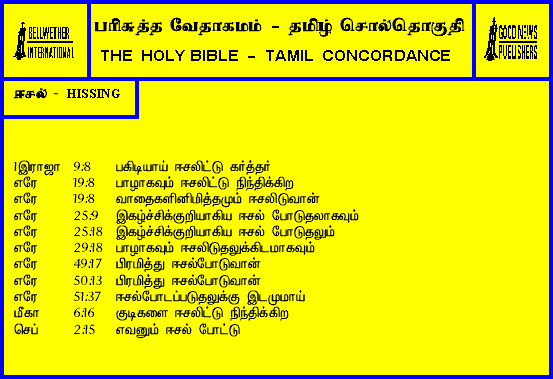 BELLWETHER
INTERNATIONAL
பரிசுத்த வேதாகமம் - தமிழ் சொல்தொகுதி
THE HOLY BIBLE - TAMIL CONCORDANCE
GOOD NEWS
PUBLISHERS
ஈசல் - HISSING
1இராஜா 9:8 பகிடியாய் ஈசலிட்டு கர்த்தர்
எரே 19:8 பாழாகவும் ஈசலிட்டு நிந்திக்கிற
எரே 19:8 வாதைகளினிமித்தமும் ஈசலிடுவான்
எரே 25:9 இகழ்ச்சிக்குறியாகிய ஈசல் போடுதலாகவும்
எரே 25:18 இகழ்ச்சிக்குறியாகிய ஈசல் போடுதலும்
எரே 29:18 பாழாகவும் ஈசலிடுதலுக்கிடமாகவும்
எரே 49:17 பிரமித்து ஈசல்போடுவான்
எரே 50:13 பிரமித்து ஈசல்போடுவான்
எரே 51:37 ஈசல்போடப்படுதலுக்கு இடமுமாய்
மீகா 6:16 குடிகளை ஈசலிட்டு நிந்திக்கிற
செப் 2:15 எவனும் ஈசல் போட்டு